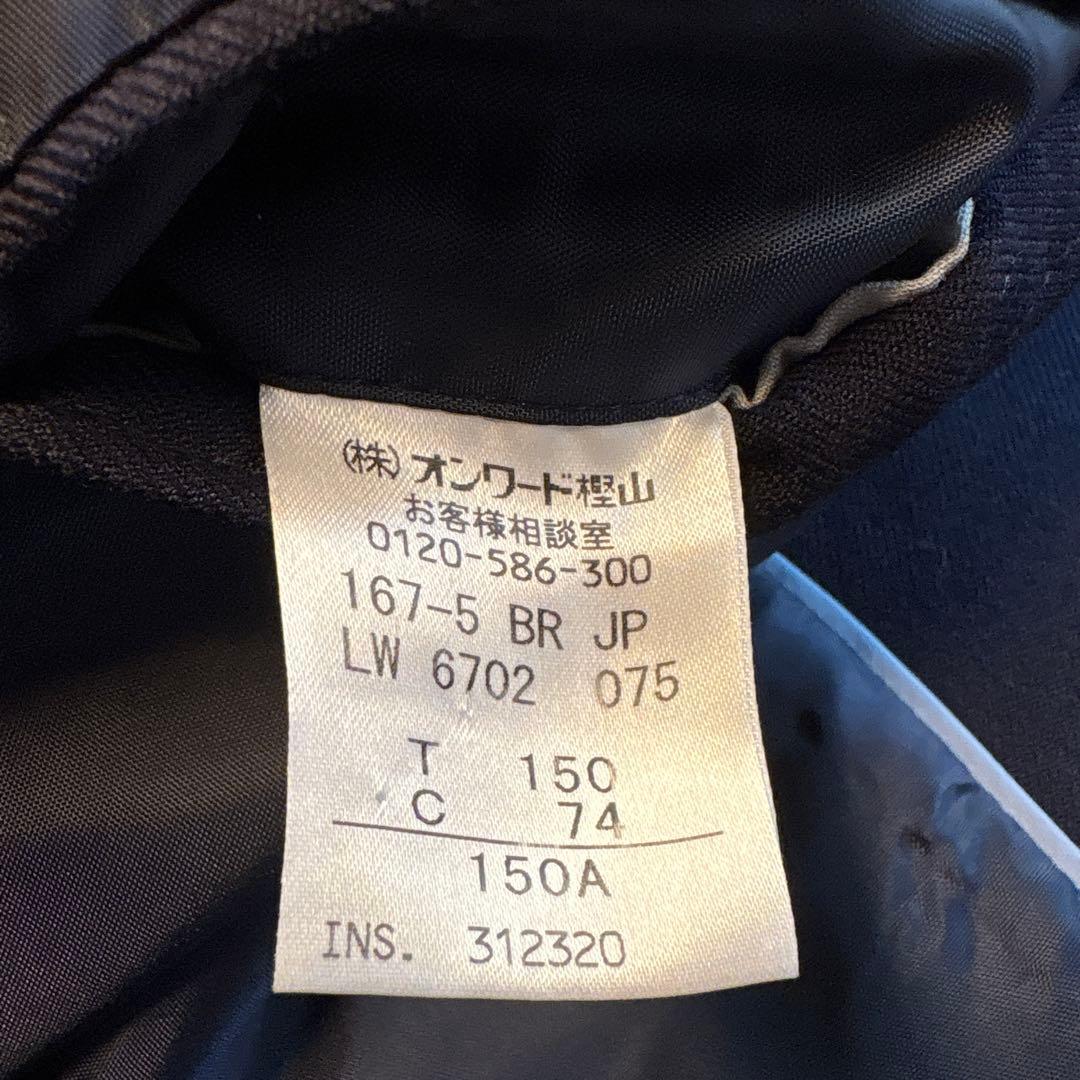 (株)オンワード樫山
お客様相談室
0120-586-300
167-5 BR JP
LW 6702 075
T 150
C 74
150A
INS. 312320